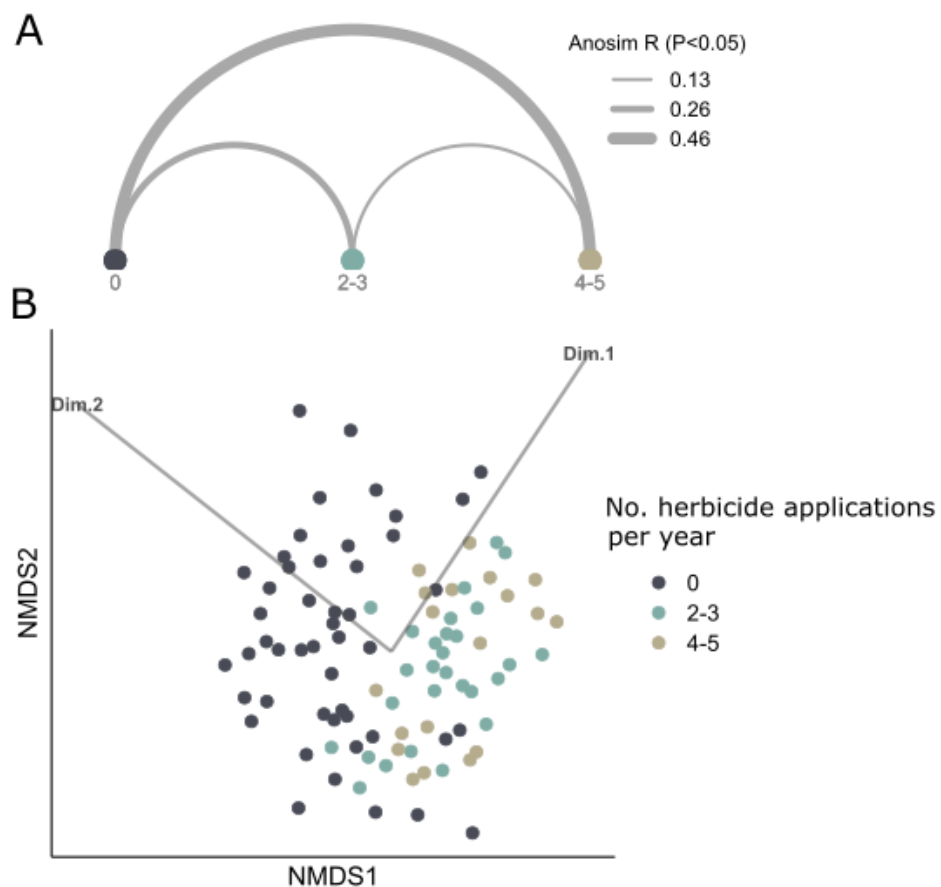 A
Anosim R (P<0.05)
0.13
0.26
0.46
0
2-3
4-5
B
Dim.1
Dim.2
NMDS2
No. herbicide applications
per year
0
2-3
4-5
NMDS1